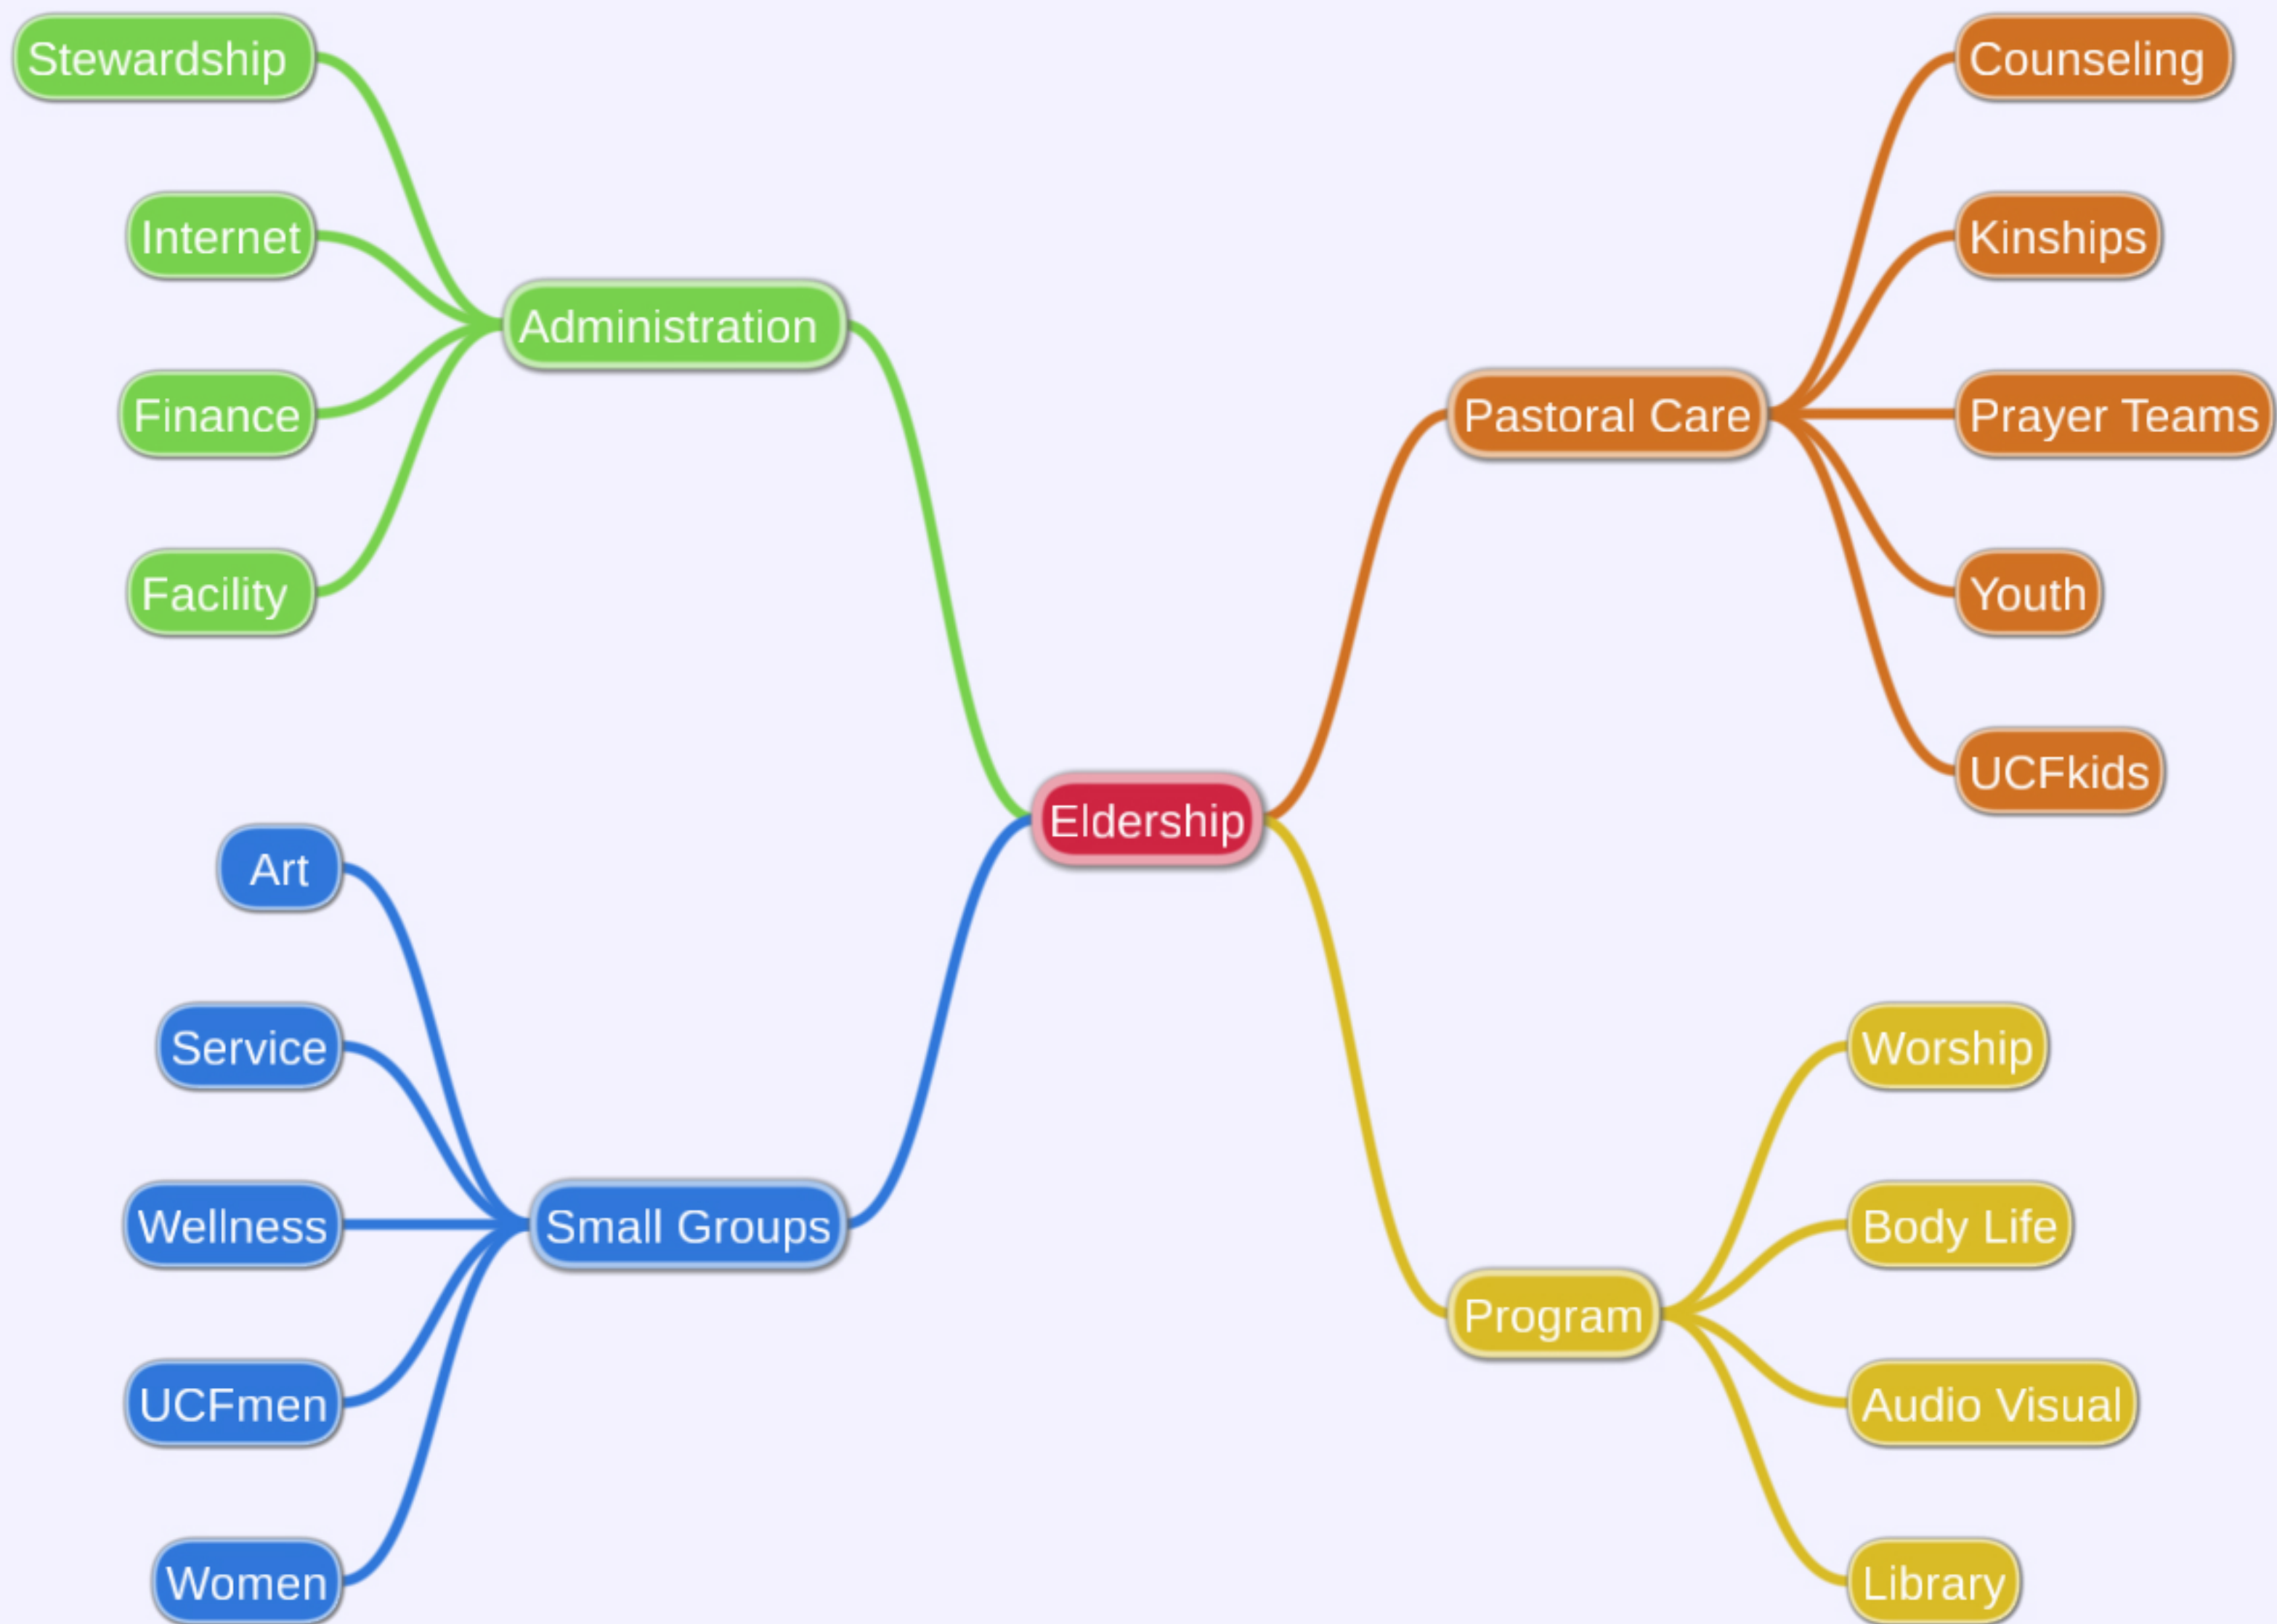 Stewardship
Internet
Finance
Facility
Administration
Art
Service
Wellness
UCFmen
Women
Small Groups
Eldership
Pastoral Care
Counseling
Kinships
Prayer Teams
Youth
UCFkids
Program
Worship
Body Life
Audio Visual
Library